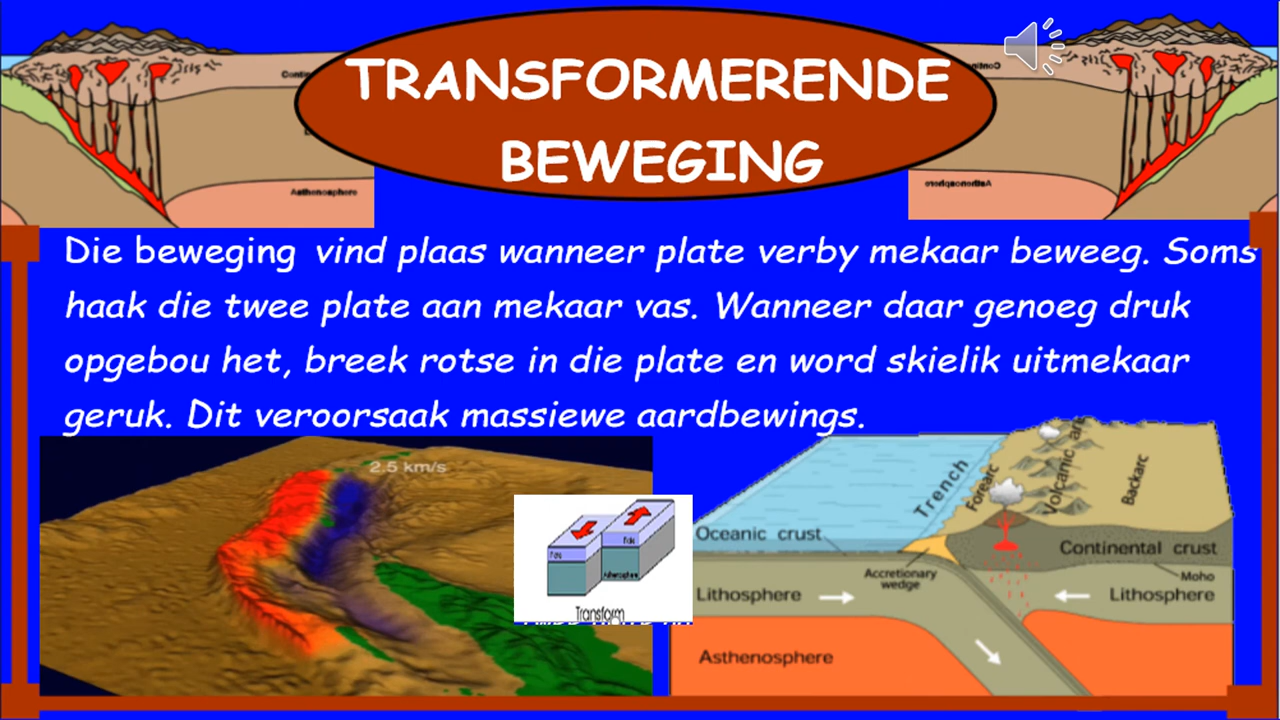 TRANSFORMERENDE
BEWEGING
Asthenosphere
Asthenosphere
Die beweging vind plaas wanneer plate verby mekaar beweeg. Soms
haak die twee plate aan mekaar vas. Wanneer daar genoeg druk
opgebou het, breek rotse in die plate en word skielik uitmekaar
geruk. Dit veroorsaak massiewe aardbewings.
2.5 km/s
Transform
Trench
Forearc
Volcanic arc
Backarc
Oceanic crust
Continental crust
Accretionary
wedge
Moho
Lithosphere
Lithosphere
Asthenosphere